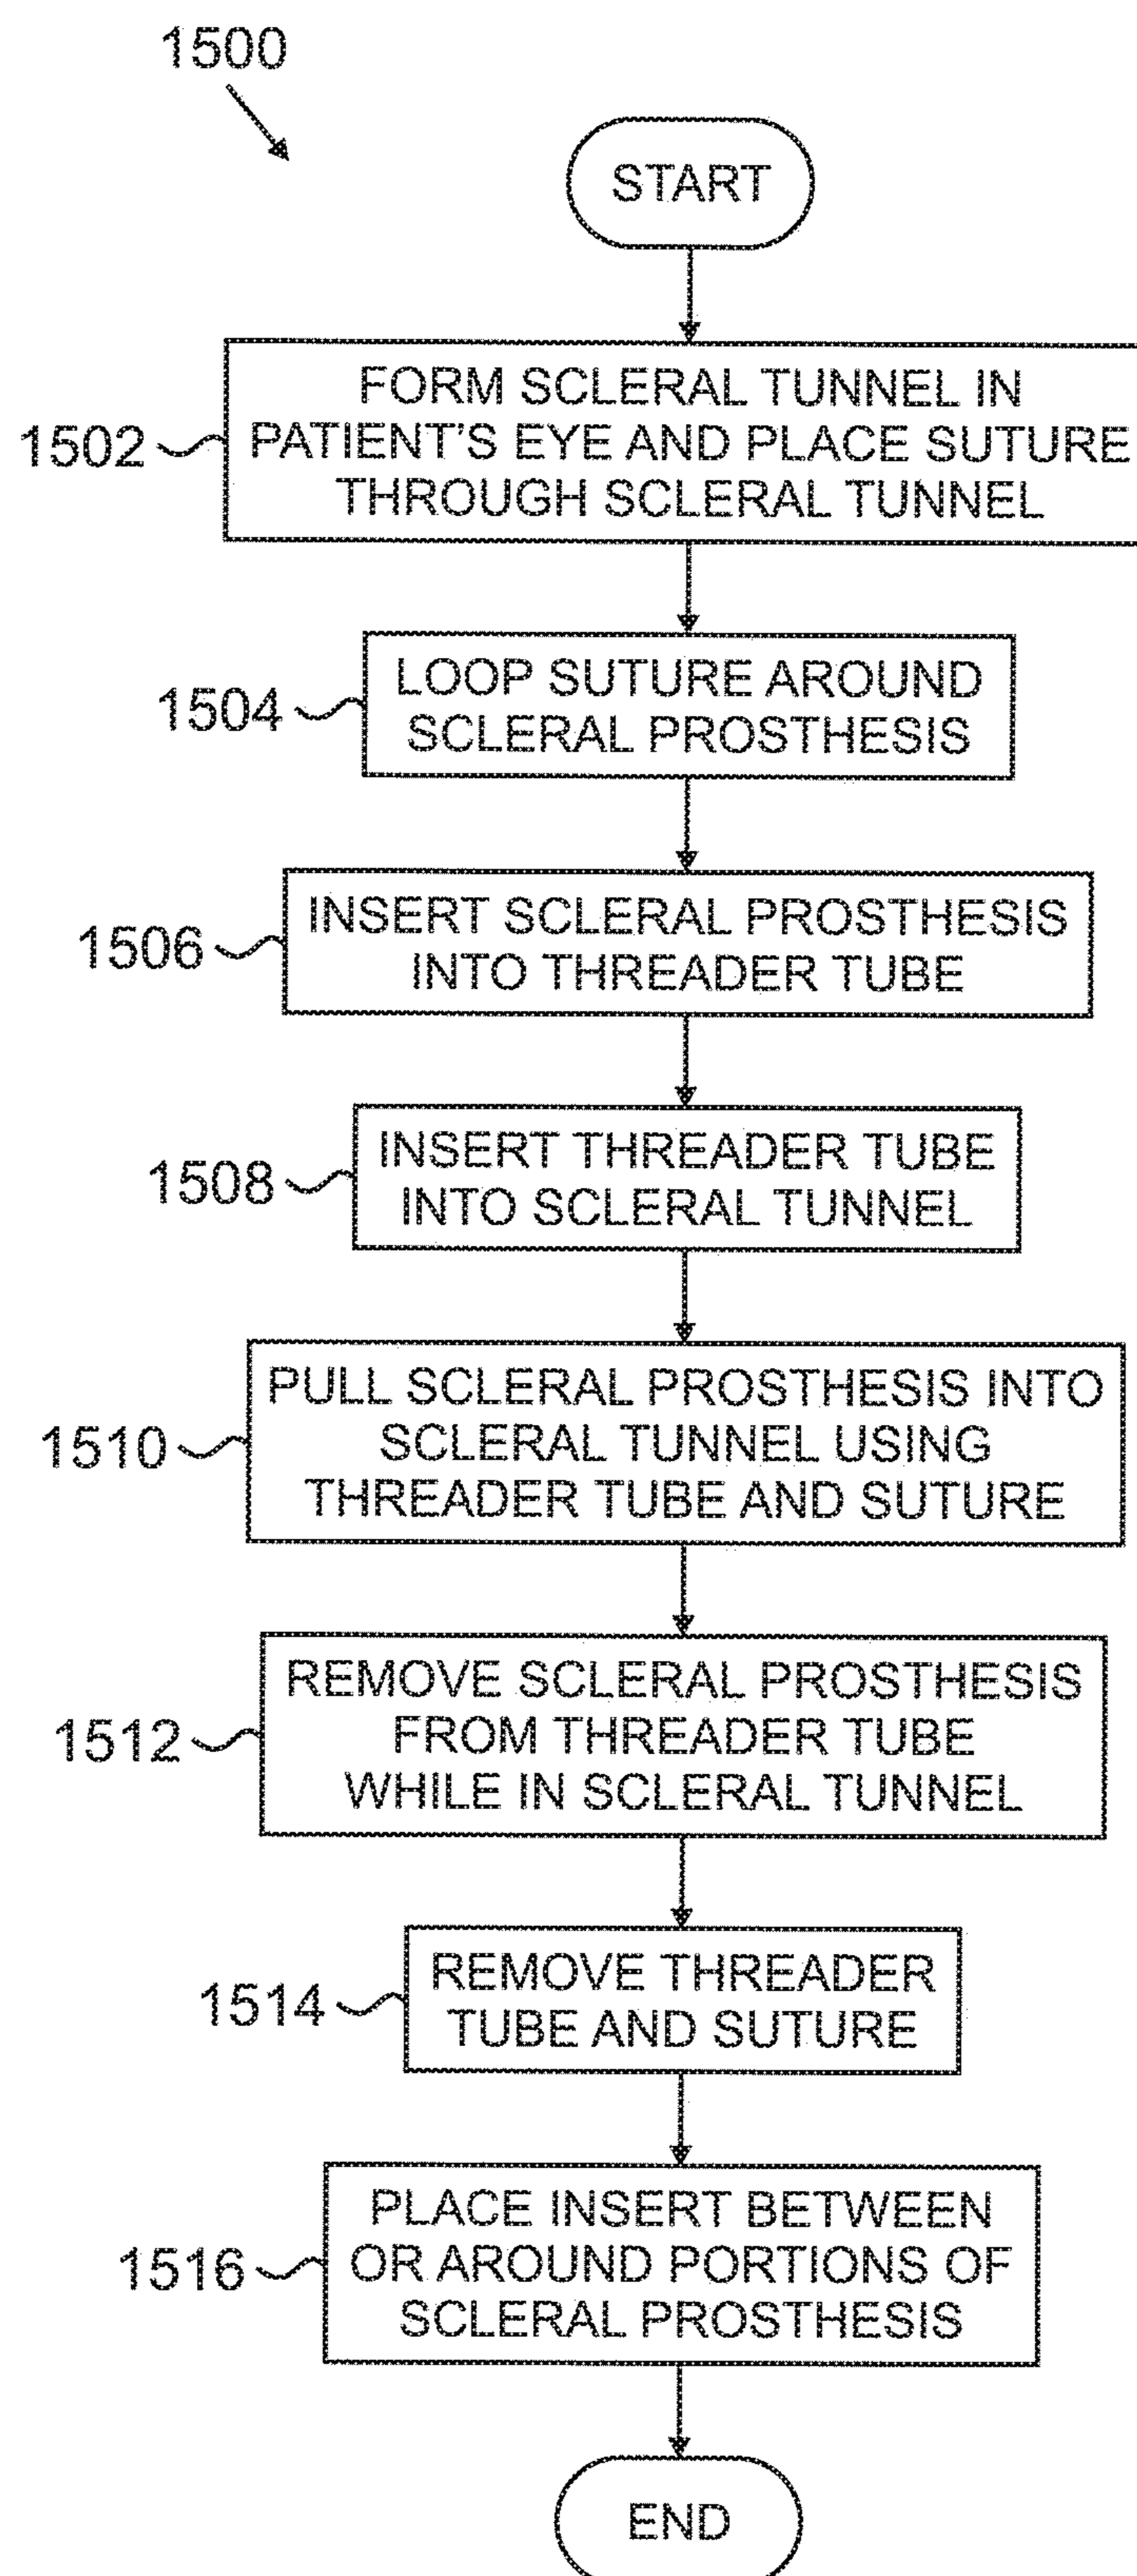 1500
START
1502
FORM SCLERAL TUNNEL IN
PATIENT'S EYE AND PLACE SUTURE
THROUGH SCLERAL TUNNEL
1504
LOOP SUTURE AROUND
SCLERAL PROSTHESIS
1506
INSERT SCLERAL PROSTHESIS
INTO THREADER TUBE
1508
INSERT THREADER TUBE
INTO SCLERAL TUNNEL
1510
PULL SCLERAL PROSTHESIS INTO
SCLERAL TUNNEL USING
THREADER TUBE AND SUTURE
1512
REMOVE SCLERAL PROSTHESIS
FROM THREADER TUBE
WHILE IN SCLERAL TUNNEL
1514
REMOVE THREADER
TUBE AND SUTURE
1516
PLACE INSERT BETWEEN
OR AROUND PORTIONS OF
SCLERAL PROSTHESIS
END